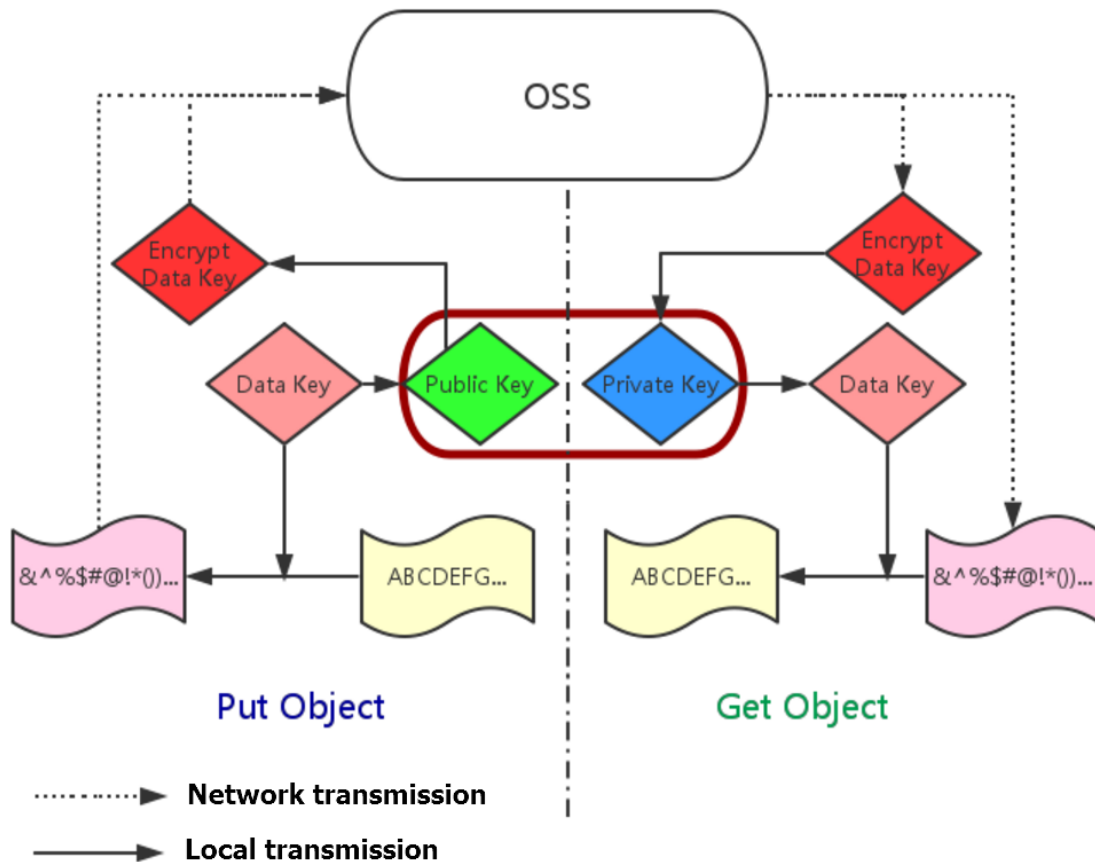 OSS
Encrypt
Data Key
Encrypt
Data Key
Data Key
Public Key
Private Key
Data Key
&^%$#@!*())...
ABCDEFG...
ABCDEFG...
&^%$#@!*())...
Put Object
Get Object
Network transmission
Local transmission